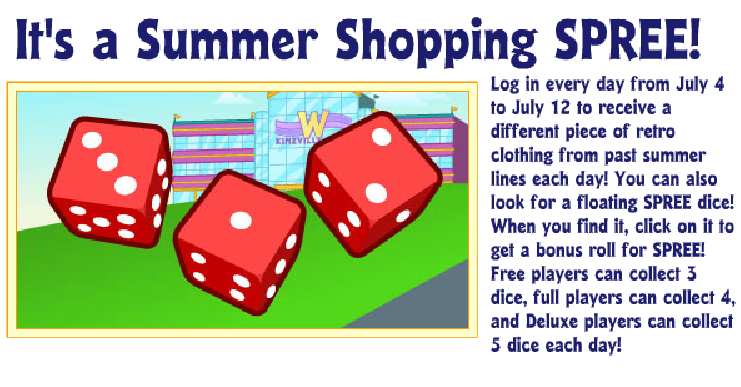 It's a Summer Shopping SPREE!
Log in every day from July 4
to July 12 to receive a
different piece of retro
clothing from past summer
lines each day! You can also
look for a floating SPREE dice!
When you find it, click on it to
get a bonus roll for SPREE!
Free players can collect 3
dice, full players can collect 4,
and Deluxe players can collect
5 dice each day!
W